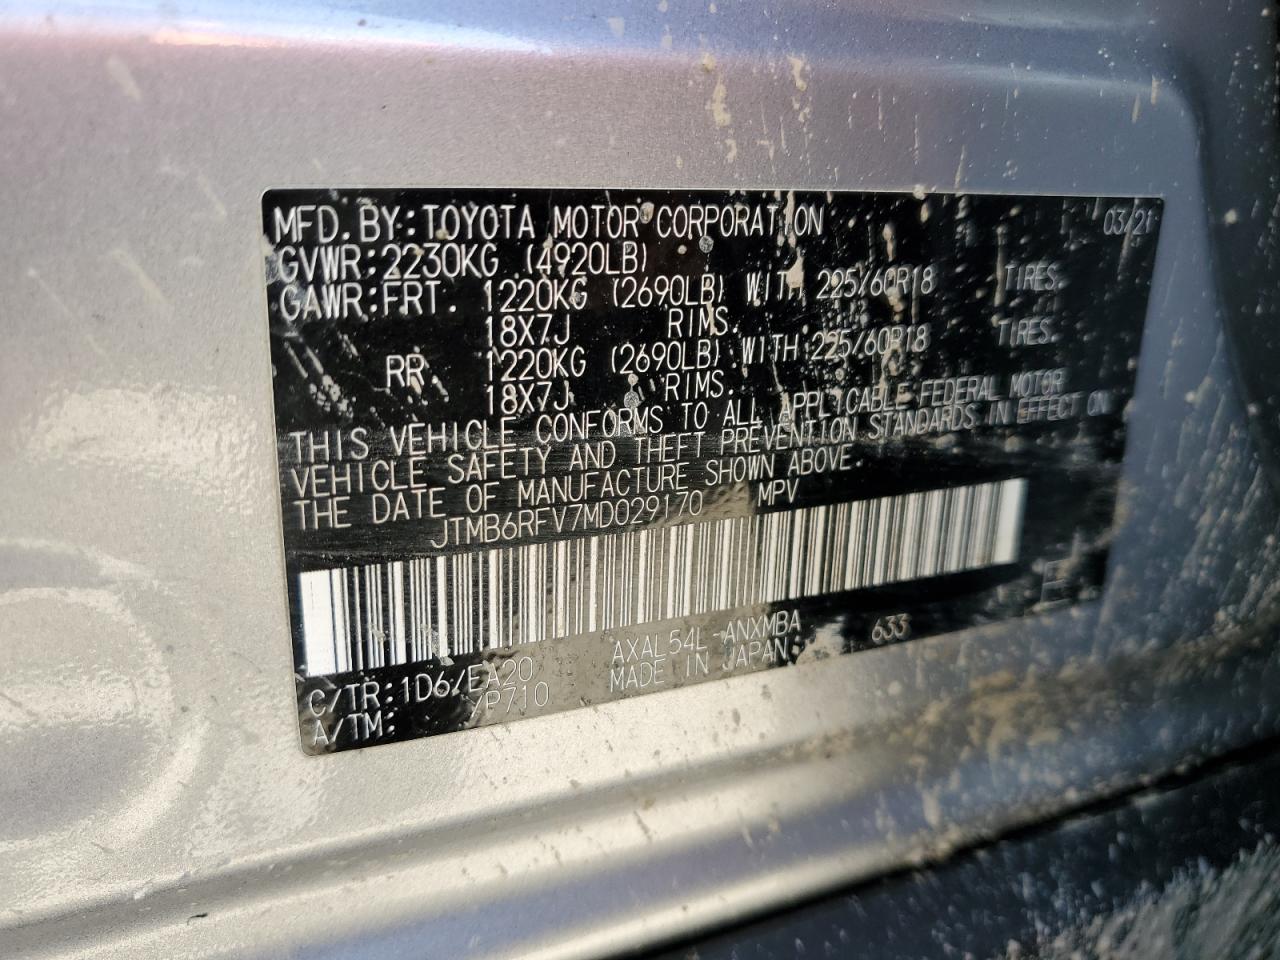 MFD. BY: TOYOTA MOTOR CORPORATION 03/21
GVWR: 2230KG (4920LB)
GAWR: FRT. 1220KG (2690LB) WITH 225/60R18 TIRES.
18X7J RIMS.
RR 1220KG (2690LB) WITH 225/60R18 TIRES.
18X7J RIMS.
THIS VEHICLE CONFORMS TO ALL APPLICABLE FEDERAL MOTOR
VEHICLE SAFETY AND THEFT PREVENTION STANDARDS IN EFFECT ON
THE DATE OF MANUFACTURE SHOWN ABOVE.
JTMB6RFV7MD029170 MPV
E
AXAL54L-ANXMBA 633
C/TR: 1D6/EA20 MADE IN JAPAN
A/TM: /P710